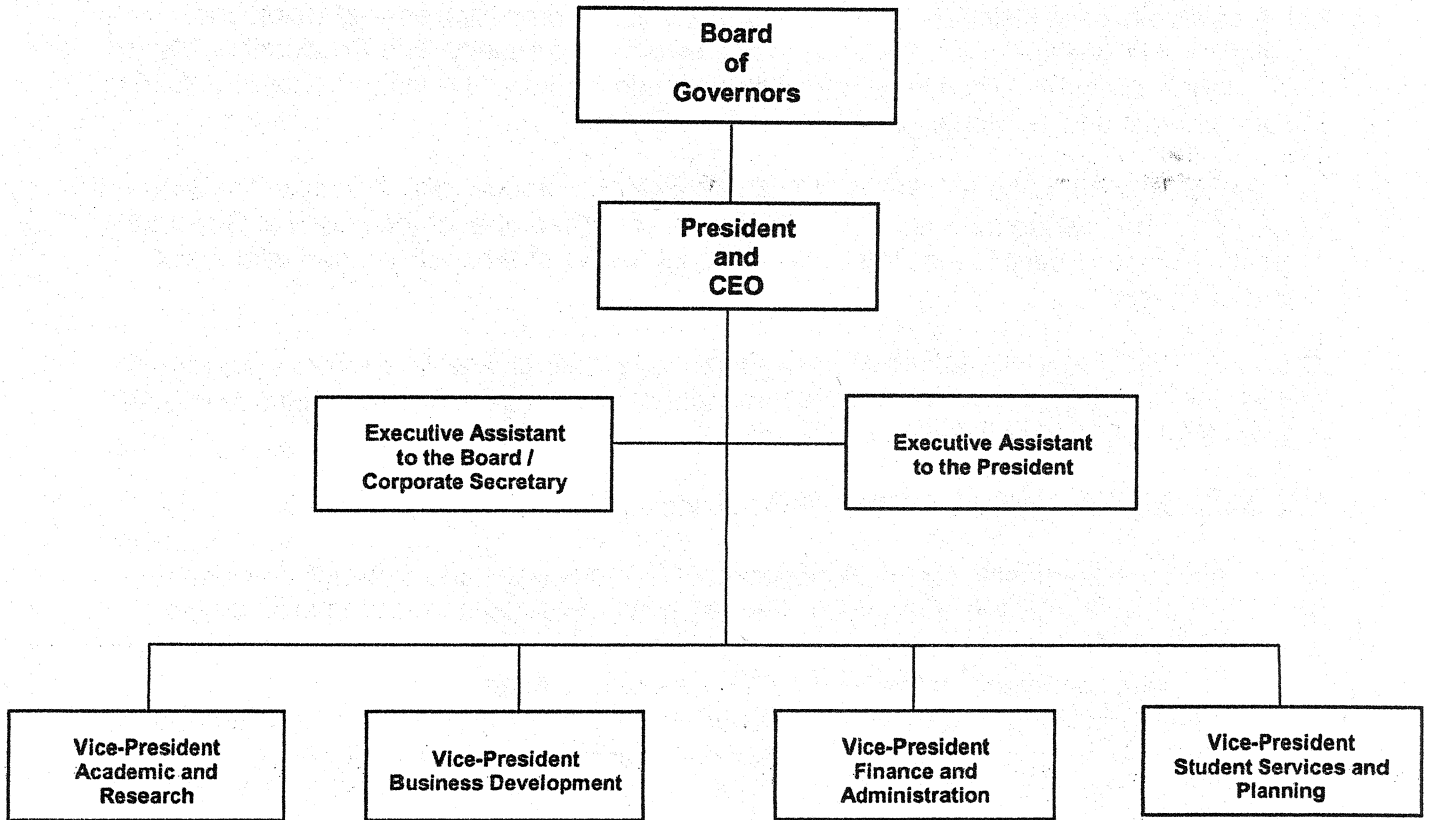 Board
of
Governors
President
and
CEO
Executive Assistant
to the Board /
Corporate Secretary
Executive Assistant
to the President
Vice-President
Academic and
Research
Vice-President
Business Development
Vice-President
Finance and
Administration
Vice-President
Student Services and
Planning